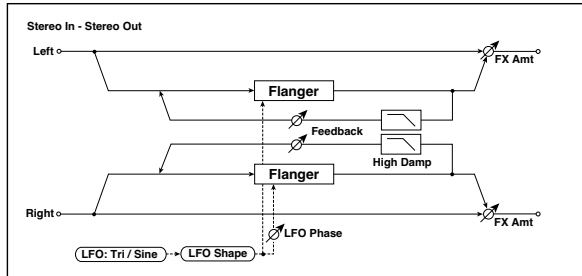 Stereo In - Stereo Out
Left
FX Amt
Flanger
Feedback
High Damp
Flanger
Right
FX Amt
LFO Phase
LFO: Tri / Sine
LFO Shape